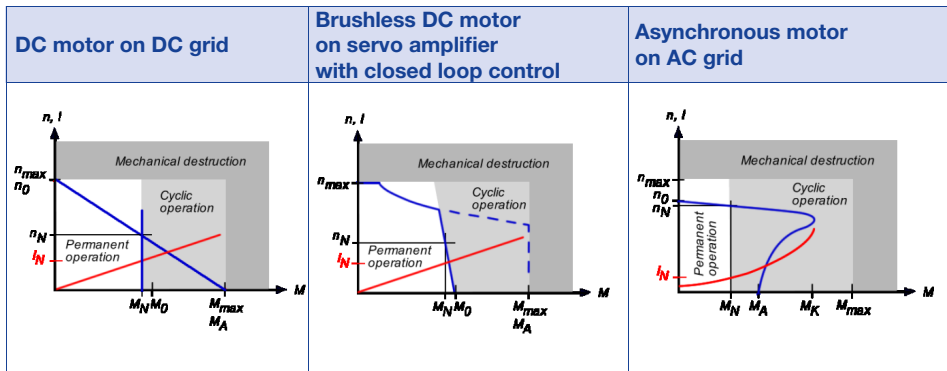 DC motor on DC grid
Brushless DC motor
on servo amplifier
with closed loop control
Asynchronous motor
on AC grid
n, I
Mechanical destruction
n_max
n_0
Cyclic
operation
n_N
Permanent
operation
I_N
M
M_N M_0
M_max
M_A
n, I
Mechanical destruction
n_max
Cyclic
operation
n_N
Permanent
operation
I_N
M
M_N M_0
M_max
M_A
n, I
Mechanical destruction
n_max
n_0
n_N
Cyclic
operation
Permanent
operation
I_N
M
M_N M_A M_K M_max